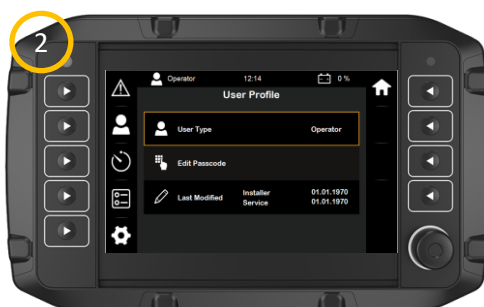 2
Operator 12:14 0 %
User Profile
User Type Operator
Edit Passcode
Last Modified Installer 01.01.1970
Service 01.01.1970